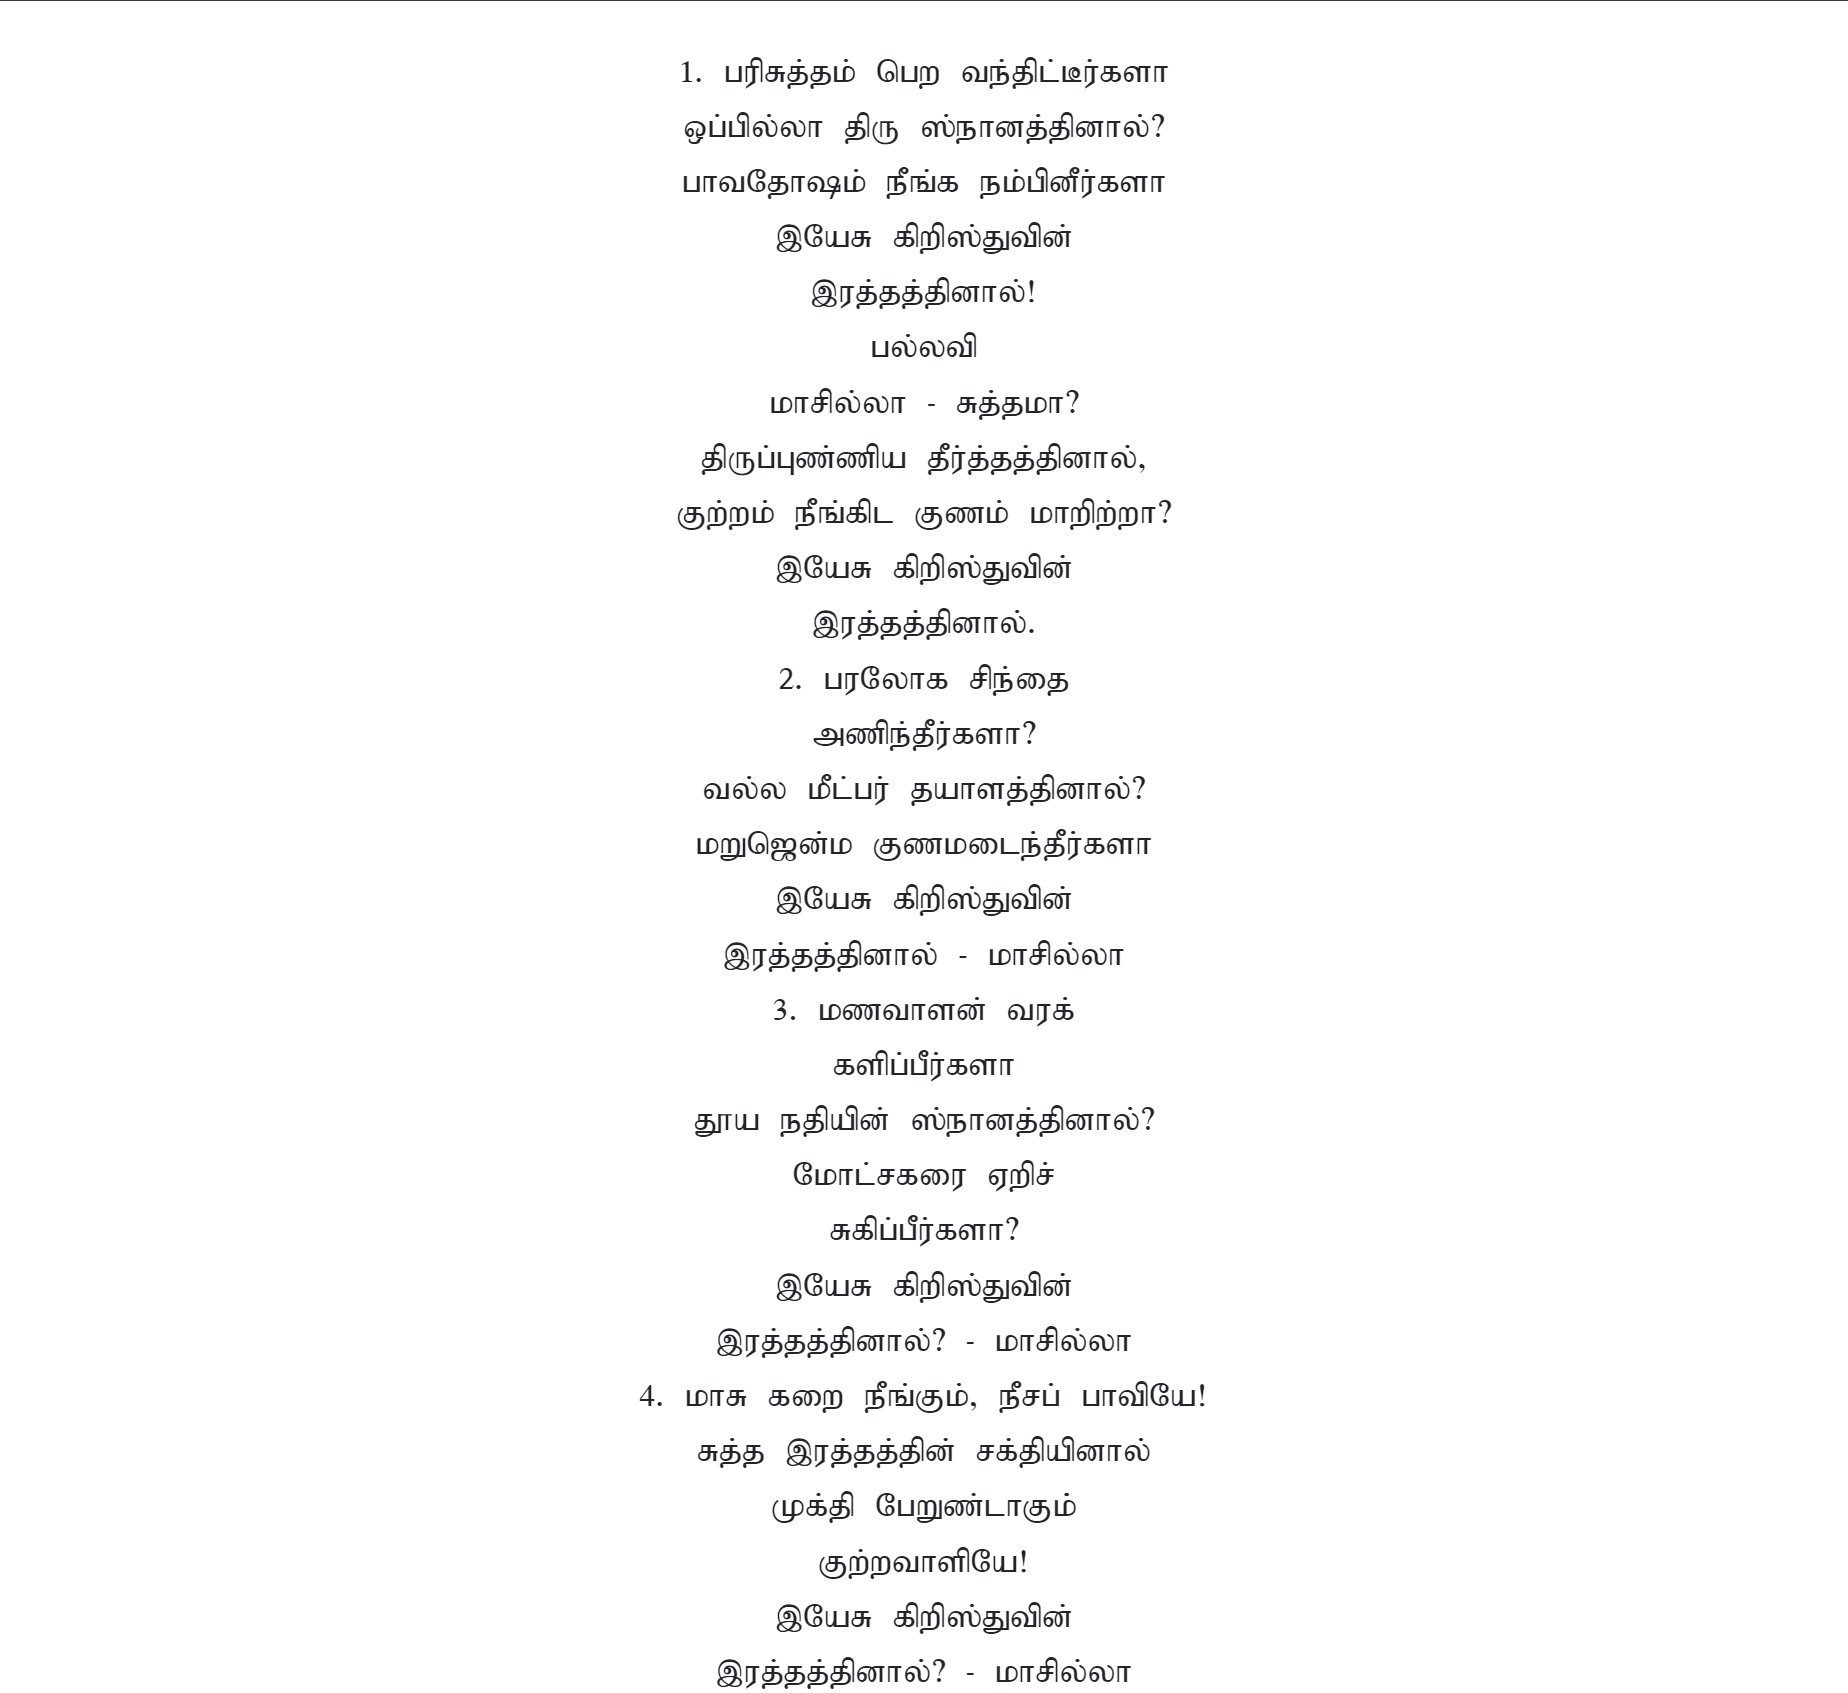 1. பரிசுத்தம் பெற வந்திட்டீர்களா
ஒப்பில்லா திரு ஸ்நானத்தினால்?
பாவதோஷம் நீங்க நம்பினீர்களா
இயேசு கிறிஸ்துவின்
இரத்தத்தினால்!
பல்லவி
மாசில்லா - சுத்தமா?
திருப்புண்ணிய தீர்த்தத்தினால்,
குற்றம் நீங்கிட குணம் மாறிற்றா?
இயேசு கிறிஸ்துவின்
இரத்தத்தினால்.
2. பரலோக சிந்தை
அணிந்தீர்களா?
வல்ல மீட்பர் தயாளத்தினால்?
மறுஜென்ம குணமடைந்தீர்களா
இயேசு கிறிஸ்துவின்
இரத்தத்தினால் - மாசில்லா
3. மணவாளன் வரக்
களிப்பீர்களா
தூய நதியின் ஸ்நானத்தினால்?
மோட்சகரை ஏறிச்
சுகிப்பீர்களா?
இயேசு கிறிஸ்துவின்
இரத்தத்தினால்? - மாசில்லா
4. மாசு கறை நீங்கும், நீசப் பாவியே!
சுத்த இரத்தத்தின் சக்தியினால்
முக்தி பேறுண்டாகும்
குற்றவாளியே!
இயேசு கிறிஸ்துவின்
இரத்தத்தினால்? - மாசில்லா